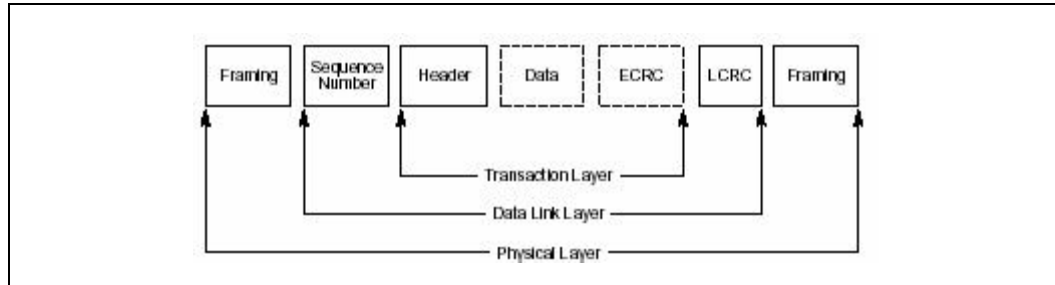 Framing
Sequence
Number
Header
Data
ECRC
LCRC
Framing
Transaction Layer
Data Link Layer
Physical Layer